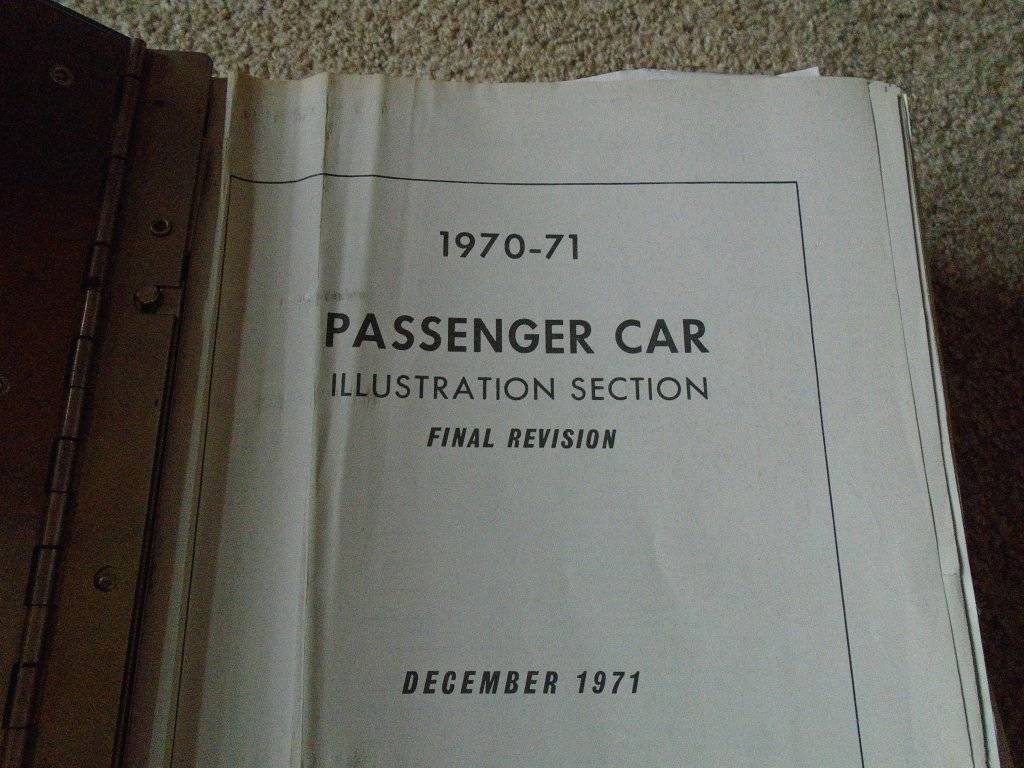 1970-71
PASSENGER CAR
ILLUSTRATION SECTION
FINAL REVISION
DECEMBER 1971